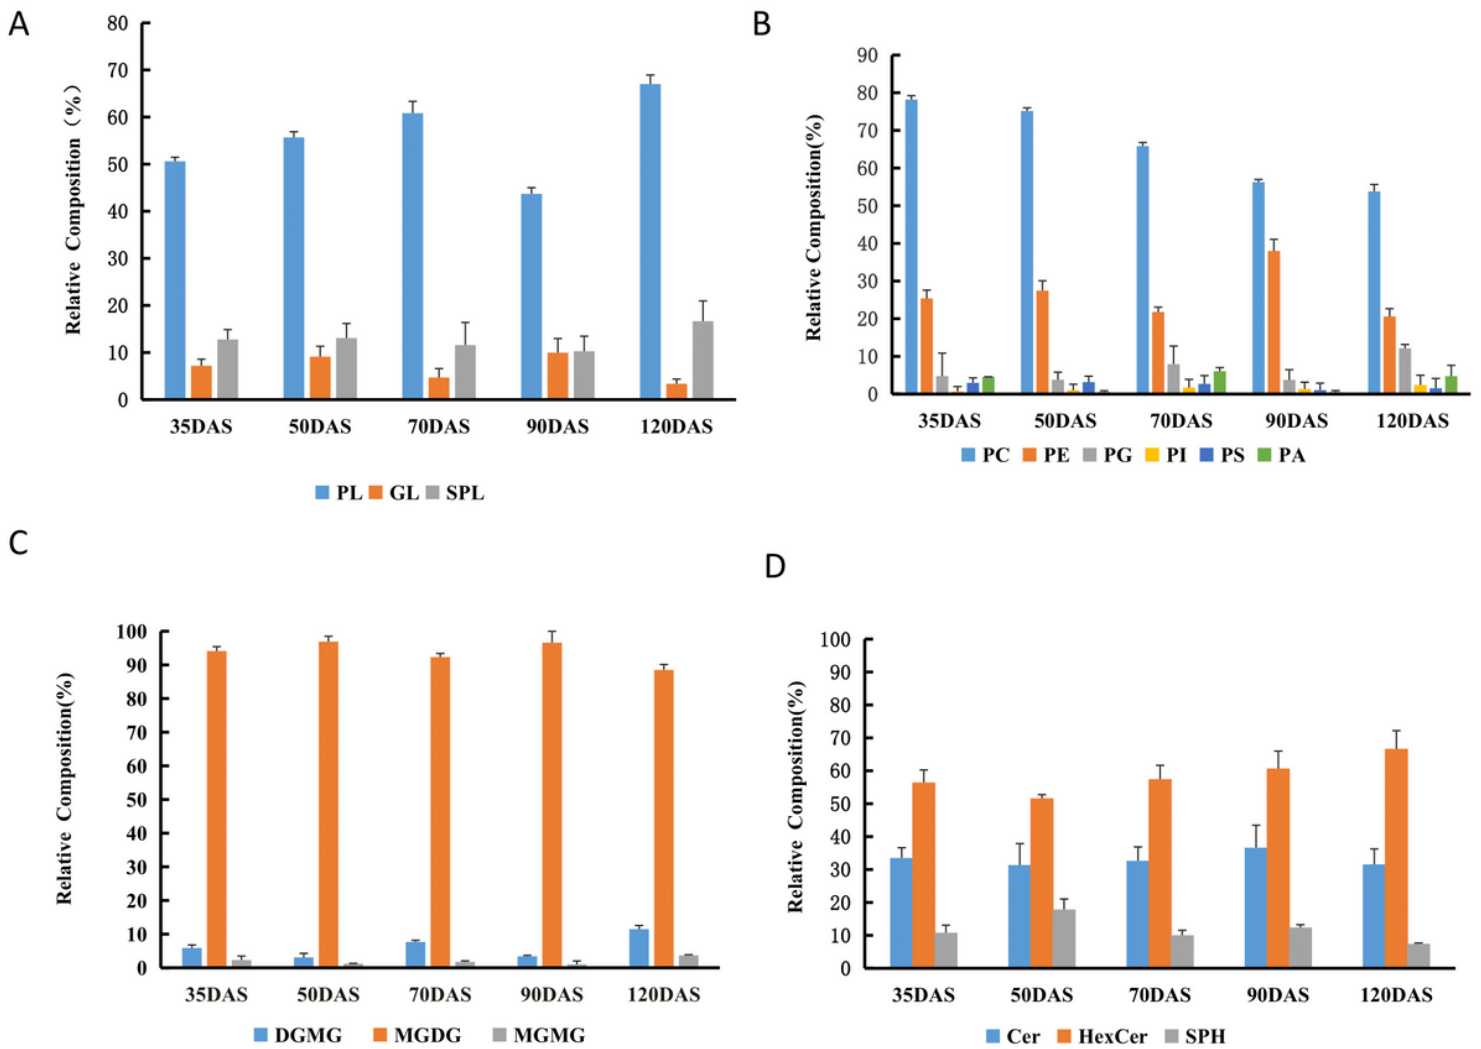 A
Relative Composition (%)
80
70
60
50
40
30
20
10
0
35DAS 50DAS 70DAS 90DAS 120DAS
PL GL SPL
B
Relative Composition(%)
90
80
70
60
50
40
30
20
10
0
35DAS 50DAS 70DAS 90DAS 120DAS
PC PE PG PI PS PA
C
Relative Composition(%)
100
90
80
70
60
50
40
30
20
10
0
35DAS 50DAS 70DAS 90DAS 120DAS
DGMG MGDG MGMG
D
Relative Composition(%)
100
90
80
70
60
50
40
30
20
10
0
35DAS 50DAS 70DAS 90DAS 120DAS
Cer HexCer SPH